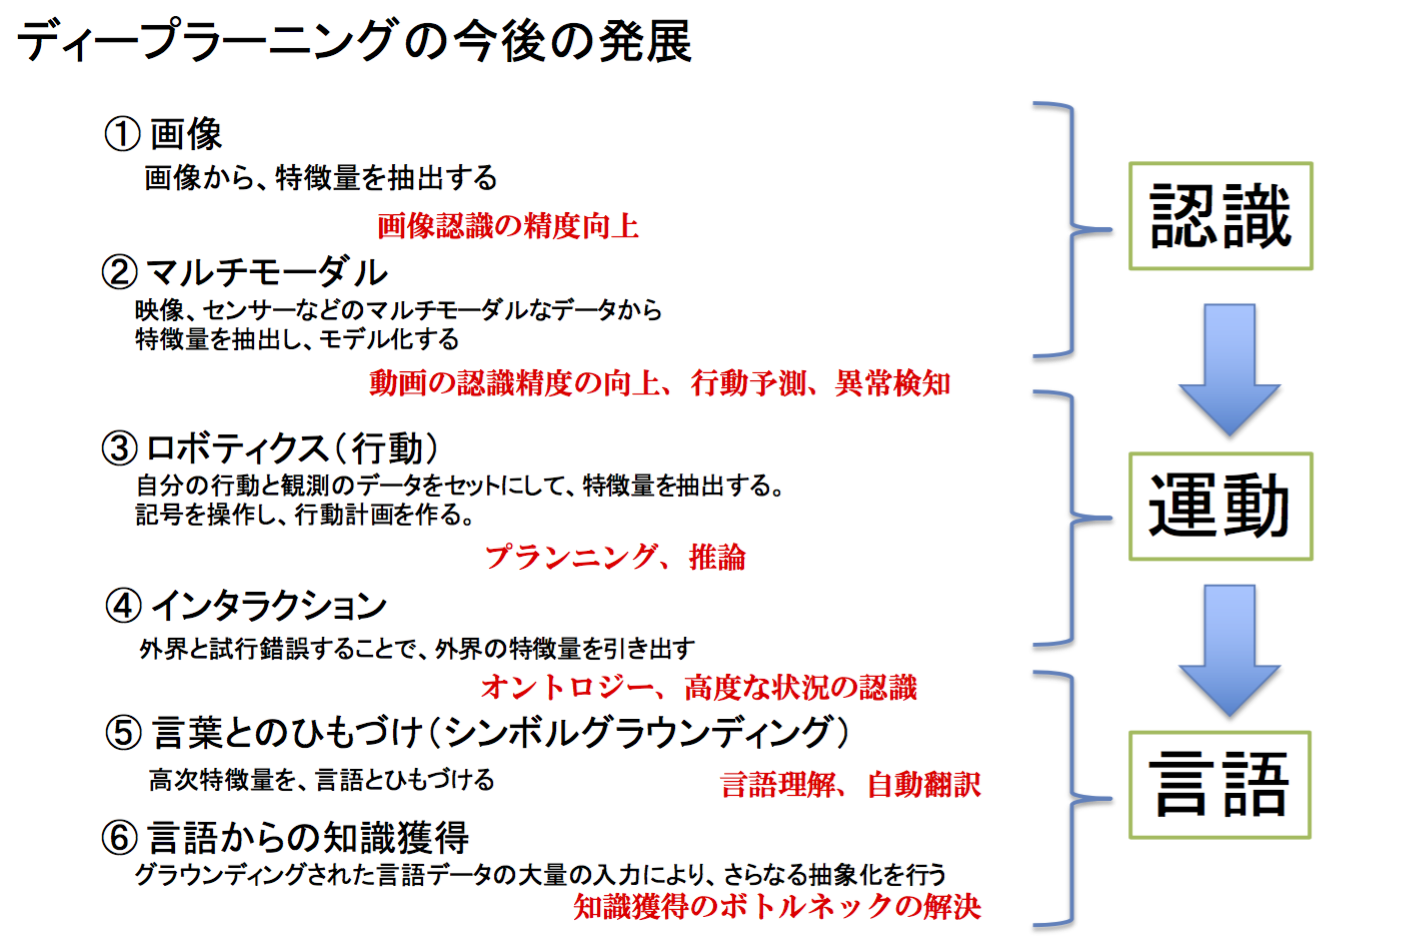 ディープラーニングの今後の発展
① 画像
画像から、特徴量を抽出する
画像認識の精度向上
② マルチモーダル
映像、センサーなどのマルチモーダルなデータから
特徴量を抽出し、モデル化する
動画の認識精度の向上、行動予測、異常検知
③ ロボティクス（行動）
自分の行動と観測のデータをセットにして、特徴量を抽出する。
記号を操作し、行動計画を作る。
プランニング、推論
④ インタラクション
外界と試行錯誤することで、外界の特徴量を引き出す
オントロジー、高度な状況の認識
⑤ 言葉とのひもづけ（シンボルグラウンディング）
高次特徴量を、言語とひもづける
言語理解、自動翻訳
⑥ 言語からの知識獲得
グラウンディングされた言語データの大量の入力により、さらなる抽象化を行う
知識獲得のボトルネックの解決
認識
運動
言語